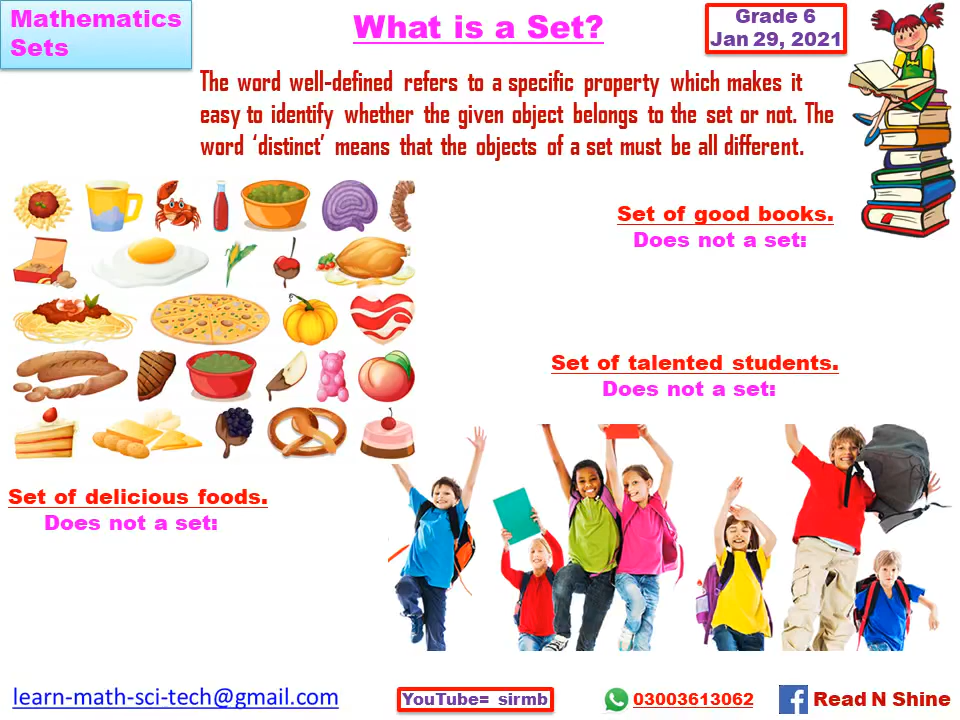 Mathematics
Sets
What is a Set?
Grade 6
Jan 29, 2021
The word well-defined refers to a specific property which makes it
easy to identify whether the given object belongs to the set or not. The
word ‘distinct’ means that the objects of a set must be all different.
Set of good books.
Does not a set:
Set of talented students.
Does not a set:
Set of delicious foods.
Does not a set:
learn-math-sci-tech@gmail.com
YouTube= sirmb
03003613062
Read N Shine